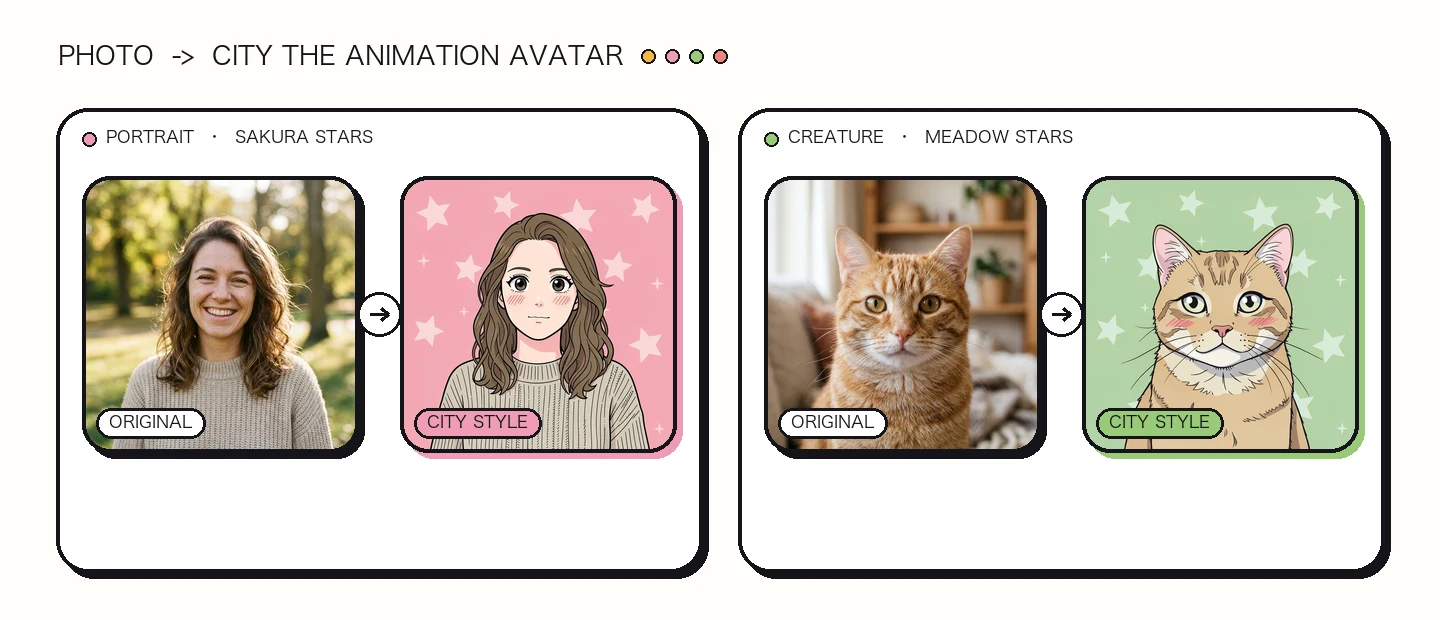 PHOTO -> CITY THE ANIMATION AVATAR
PORTRAIT · SAKURA STARS
ORIGINAL
CITY STYLE
CREATURE · MEADOW STARS
ORIGINAL
CITY STYLE